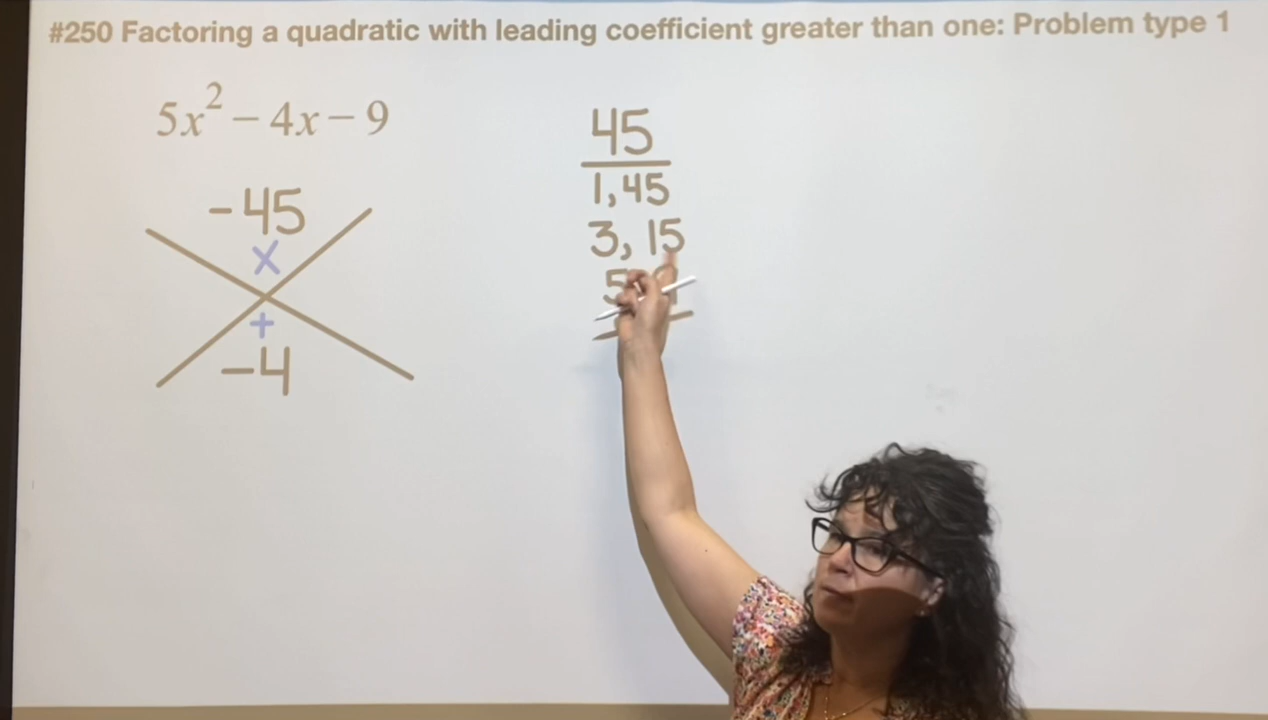 #250 Factoring a quadratic with leading coefficient greater than one: Problem type 1
5x² – 4x – 9
-45
x
+
-4
45
1,45
3, 15
5